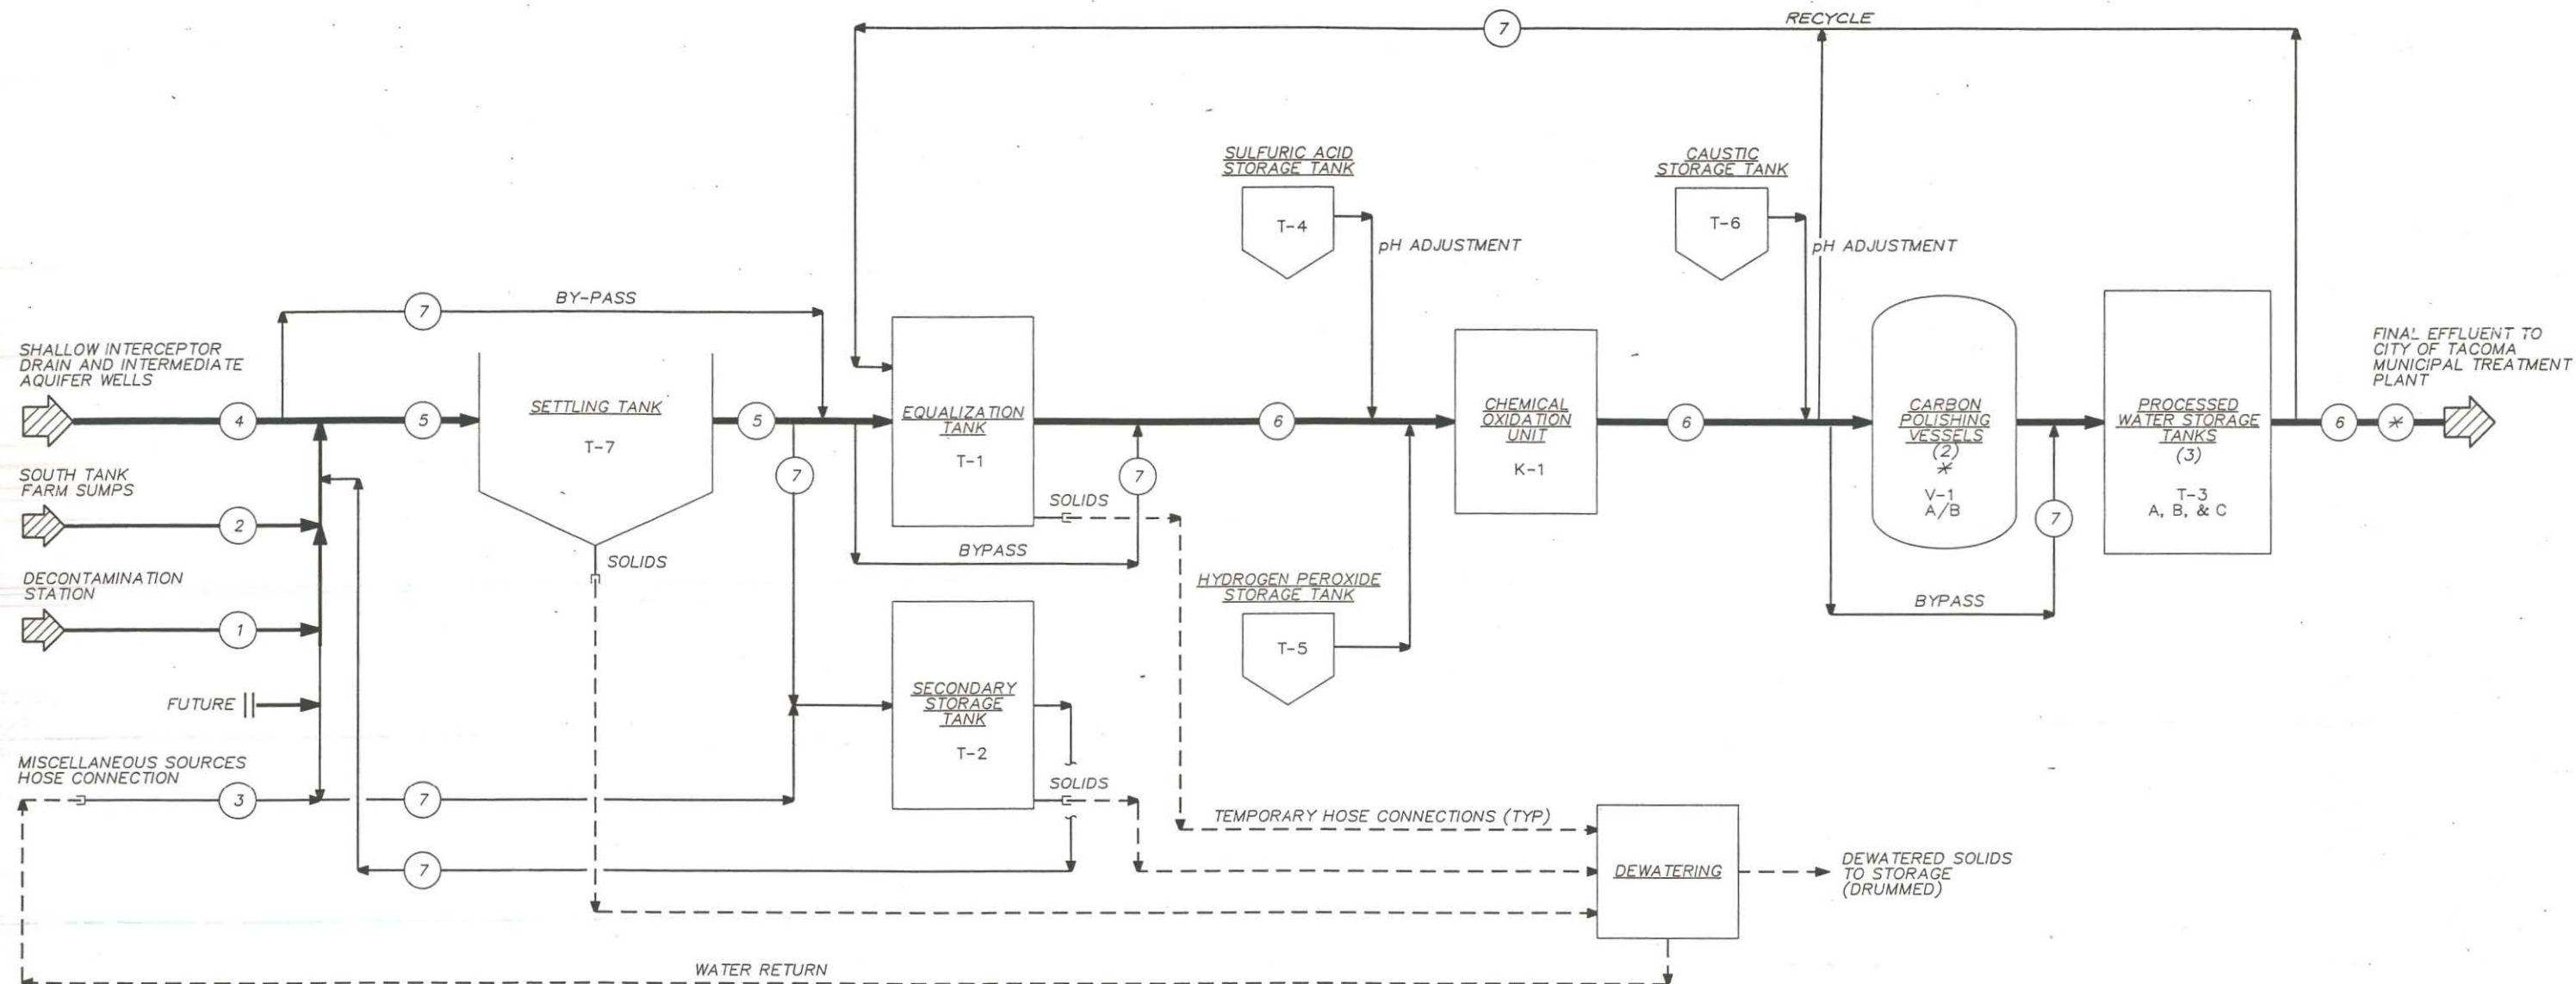 RECYCLE
7
SULFURIC ACID
STORAGE TANK
T-4
pH ADJUSTMENT
CAUSTIC
STORAGE TANK
T-6
pH ADJUSTMENT
BY-PASS
7
SHALLOW INTERCEPTOR
DRAIN AND INTERMEDIATE
AQUIFER WELLS
4
5
SETTLING TANK
T-7
5
7
EQUALIZATION
TANK
T-1
6
7
CHEMICAL
OXIDATION
UNIT
K-1
6
CARBON
POLISHING
VESSELS
(2)
*
V-1
A/B
7
PROCESSED
WATER STORAGE
TANKS
(3)
T-3
A, B, & C
6
*
FINAL EFFLUENT TO
CITY OF TACOMA
MUNICIPAL TREATMENT
PLANT
SOUTH TANK
FARM SUMPS
2
SOLIDS
BYPASS
SOLIDS
DECONTAMINATION
STATION
1
HYDROGEN PEROXIDE
STORAGE TANK
T-5
BYPASS
FUTURE
SECONDARY
STORAGE
TANK
T-2
SOLIDS
MISCELLANEOUS SOURCES
HOSE CONNECTION
3
7
7
TEMPORARY HOSE CONNECTIONS (TYP)
DEWATERING
DEWATERED SOLIDS
TO STORAGE
(DRUMMED)
WATER RETURN